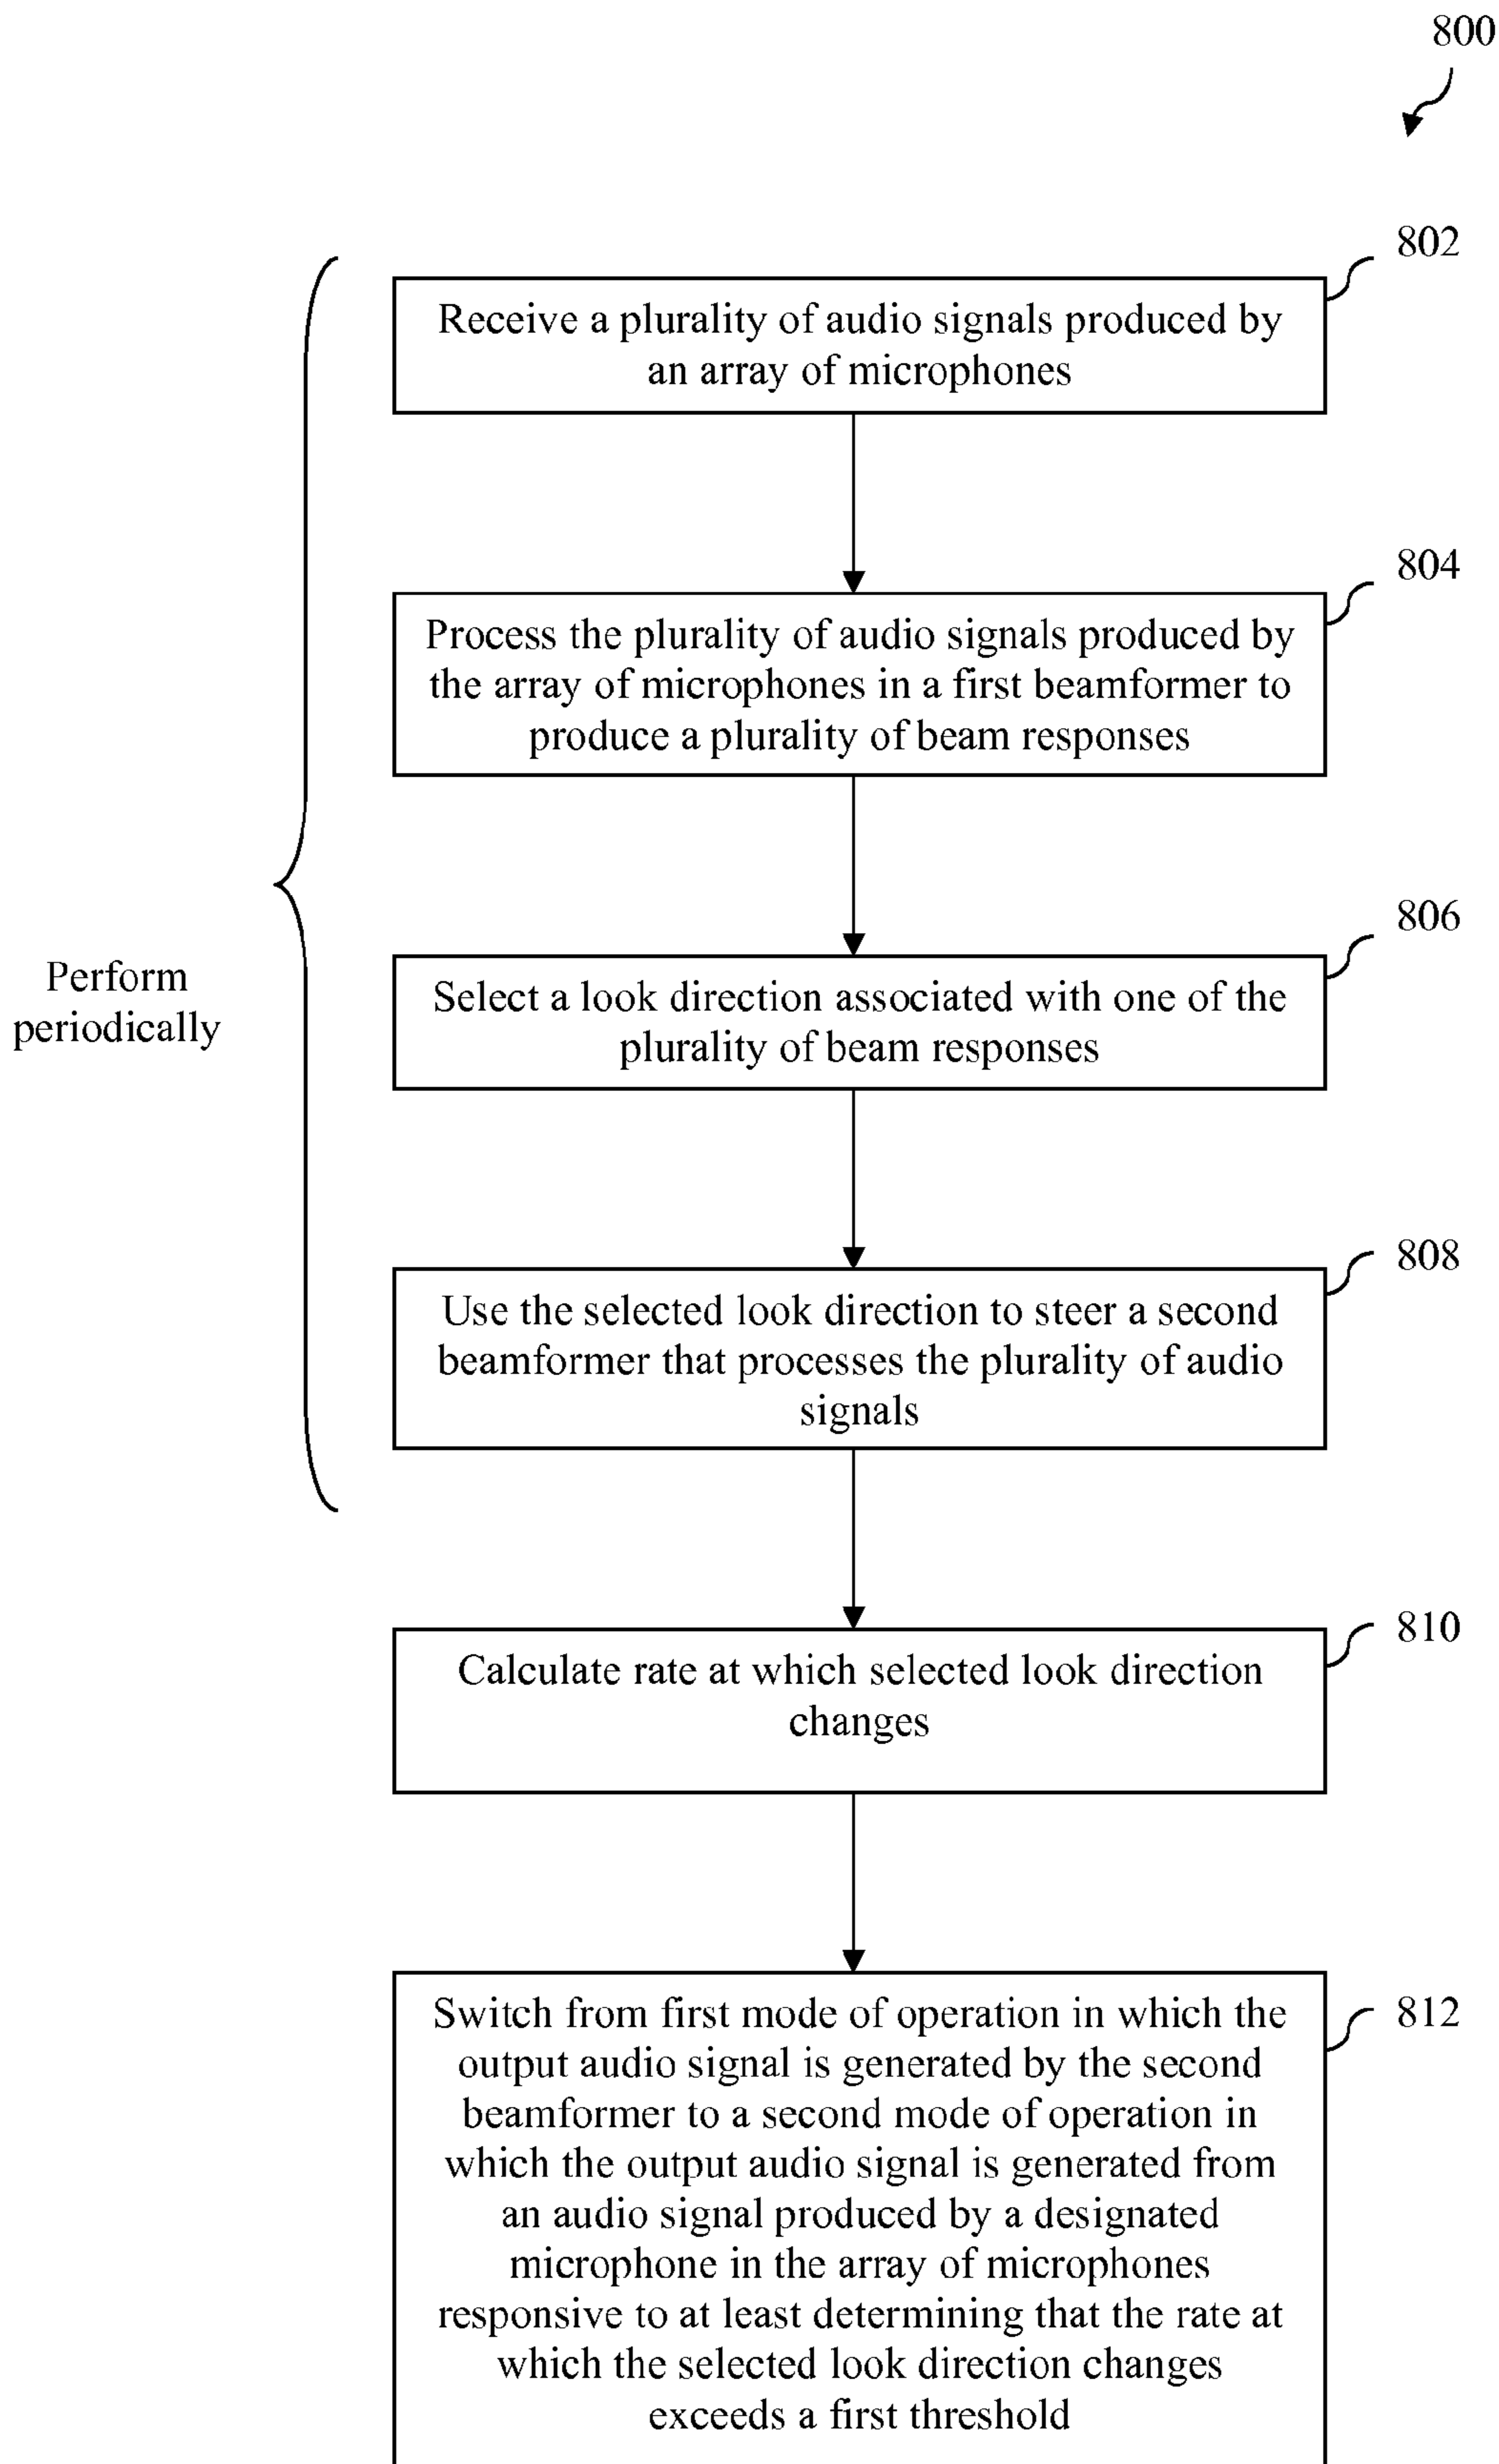 800
802
Receive a plurality of audio signals produced by
an array of microphones
804
Process the plurality of audio signals produced by
the array of microphones in a first beamformer to
produce a plurality of beam responses
806
Select a look direction associated with one of the
plurality of beam responses
Perform
periodically
808
Use the selected look direction to steer a second
beamformer that processes the plurality of audio
signals
810
Calculate rate at which selected look direction
changes
812
Switch from first mode of operation in which the
output audio signal is generated by the second
beamformer to a second mode of operation in
which the output audio signal is generated from
an audio signal produced by a designated
microphone in the array of microphones
responsive to at least determining that the rate at
which the selected look direction changes
exceeds a first threshold